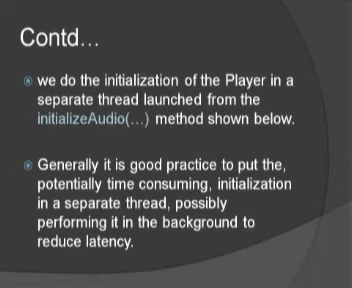 Contd...
we do the initialization of the Player in a
separate thread launched from the
initializeAudio(...) method shown below.
Generally it is good practice to put the,
potentially time consuming, initialization
in a separate thread, possibly
performing it in the background to
reduce latency.